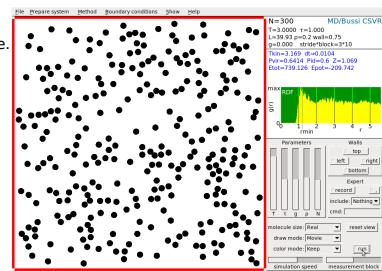 File Prepare system Method Boundary conditions Show Help
e.
N=300 MD/Bussi CSVR
T=3.0000 τ=1.000
L=39.93 ρ=0.2 wall=0.75
g=0.000 stride*block=3*10
Tkin=3.169 dt=0.0104
Pvir=0.6414 Pid=0.6 Z=1.069
Etot=739.126 Epot=-209.742
max
RDF
g(r)
0
0 1 2 3 4 5
rmin r
Parameters Walls
top
left right
bottom
Expert
record
include: Nothing
cmd:
T τ g ρ N
molecule size: Real reset view
draw mode: Movie
color mode: Keep run
simulation speed measurement block